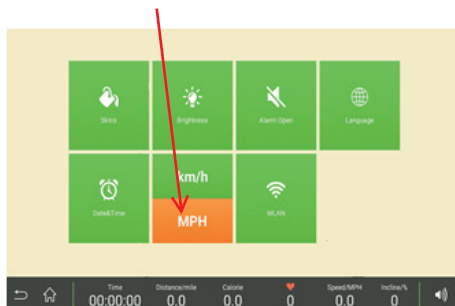 Skins
Brightness
Alarm Open
Language
Date&Time
km/h
MPH
WLAN
Time
Distance/mile
Calorie
Speed/MPH
Incline/%
00:00:00
0.0
0.0
0
0.0
0